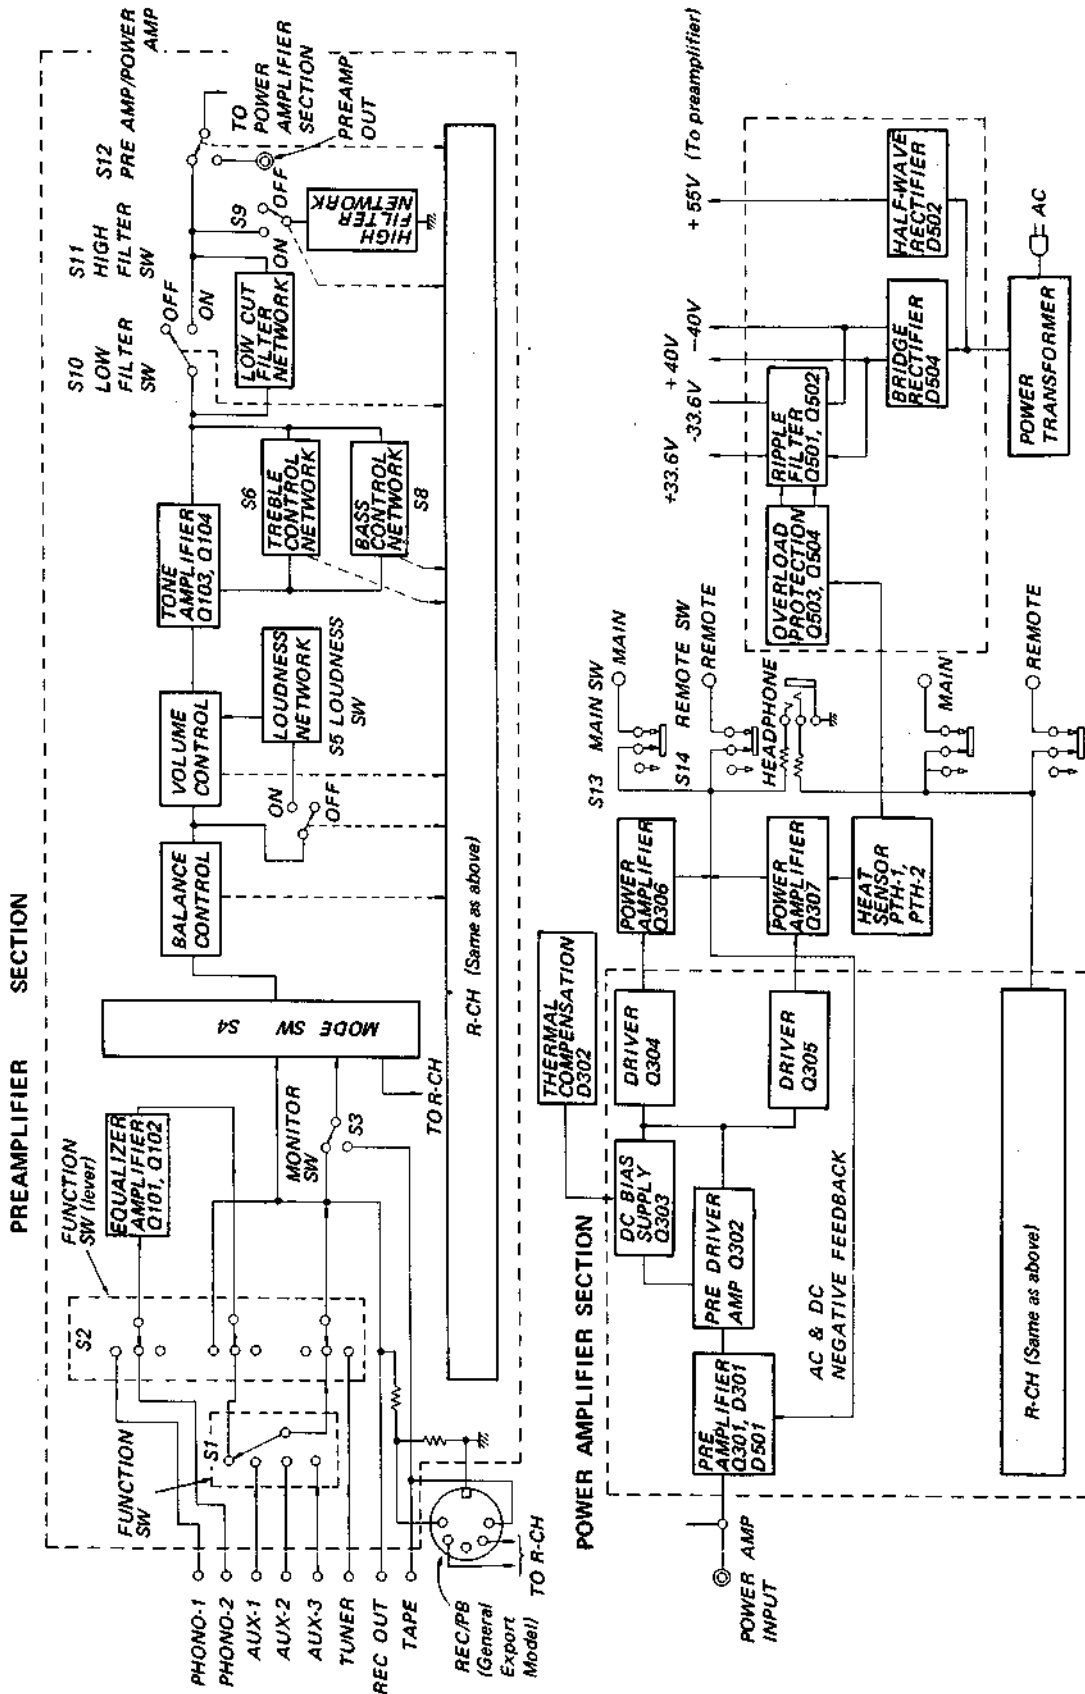 PREAMPLIFIER SECTION
FUNCTION
SW (lever)
S2
EQUALIZER
AMPLIFIER
Q101, Q102
FUNCTION
SW
S1
PHONO-1
PHONO-2
AUX-1
AUX-2
AUX-3
TUNER
REC OUT
TAPE
REC/PB
(General
Export
Model)
TO R-CH
MONITOR
SW
S3
MODE SW S4
TO R-CH
BALANCE
CONTROL
VOLUME
CONTROL
ON
OFF
LOUDNESS
NETWORK
S5 LOUDNESS
SW
TONE
AMPLIFIER
Q103, Q104
S6
TREBLE
CONTROL
NETWORK
BASS
CONTROL
NETWORK
S8
S10
LOW
FILTER
SW
OFF
ON
LOW CUT
FILTER
NETWORK
S11
HIGH
FILTER
SW
S9
ON
OFF
HIGH
FILTER
NETWORK
S12
PRE AMP/POWER
AMP
TO
POWER
AMPLIFIER
SECTION
PREAMP
OUT
R-CH (Same as above)
POWER AMPLIFIER SECTION
POWER AMP
INPUT
PRE
AMPLIFIER
Q301, D301
D501
PRE DRIVER
AMP Q302
DC BIAS
SUPPLY
Q303
THERMAL
COMPENSATION
D302
DRIVER
Q304
DRIVER
Q305
AC & DC
NEGATIVE FEEDBACK
POWER
AMPLIFIER
Q306
POWER
AMPLIFIER
Q307
HEAT
SENSOR
PTH-1,
PTH-2
R-CH (Same as above)
S13 MAIN SW
MAIN
S14 REMOTE SW
REMOTE
HEADPHONE
MAIN
REMOTE
OVERLOAD
PROTECTION
Q503, Q504
RIPPLE
FILTER
Q501, Q502
+33.6V
-33.6V
+40V
-40V
+55V (To preamplifier)
BRIDGE
RECTIFIER
D504
HALF-WAVE
RECTIFIER
D502
POWER
TRANSFORMER
AC